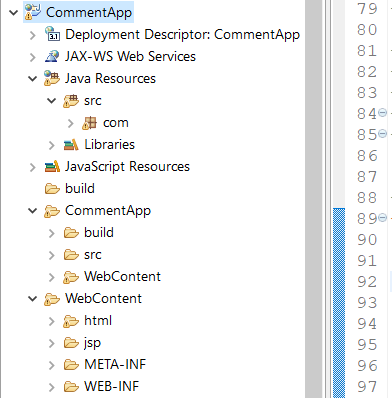 CommentApp
Deployment Descriptor: CommentApp
3.1
JAX-WS Web Services
Java Resources
src
com
Libraries
JavaScript Resources
build
CommentApp
build
src
WebContent
WebContent
html
jsp
META-INF
WEB-INF
79
80
81
82
83
84
85
86
87
88
89
90
91
92
93
94
95
96
97